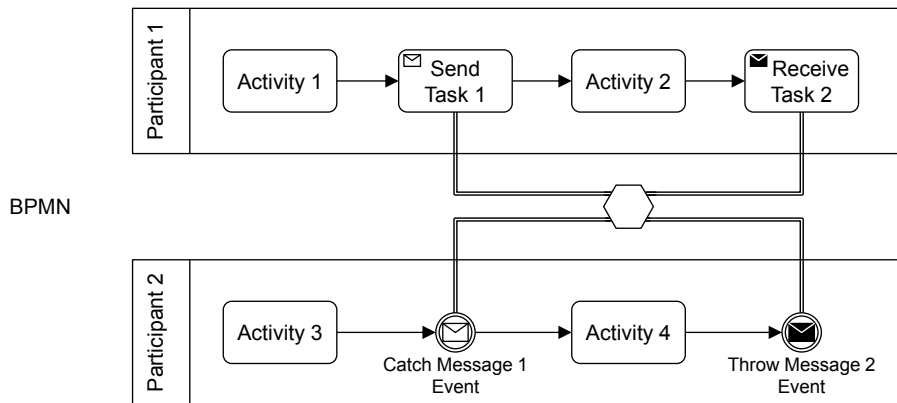 Participant 1
Activity 1
Send
Task 1
Activity 2
Receive
Task 2
BPMN
Participant 2
Activity 3
Catch Message 1
Event
Activity 4
Throw Message 2
Event